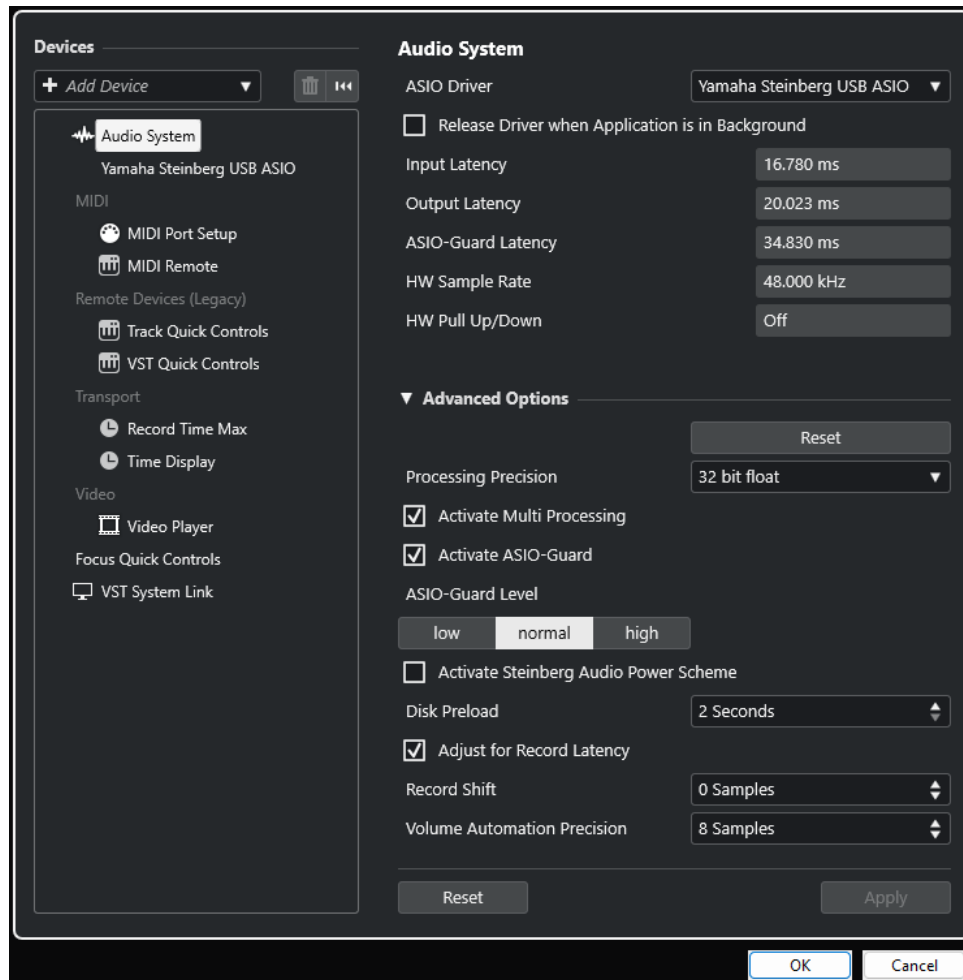 Devices
Add Device
Audio System
Yamaha Steinberg USB ASIO
MIDI
MIDI Port Setup
MIDI Remote
Remote Devices (Legacy)
Track Quick Controls
VST Quick Controls
Transport
Record Time Max
Time Display
Video
Video Player
Focus Quick Controls
VST System Link
Audio System
ASIO Driver Yamaha Steinberg USB ASIO
Release Driver when Application is in Background
Input Latency 16.780 ms
Output Latency 20.023 ms
ASIO-Guard Latency 34.830 ms
HW Sample Rate 48.000 kHz
HW Pull Up/Down Off
Advanced Options
Reset
Processing Precision 32 bit float
Activate Multi Processing
Activate ASIO-Guard
ASIO-Guard Level
low normal high
Activate Steinberg Audio Power Scheme
Disk Preload 2 Seconds
Adjust for Record Latency
Record Shift 0 Samples
Volume Automation Precision 8 Samples
Reset Apply
OK Cancel